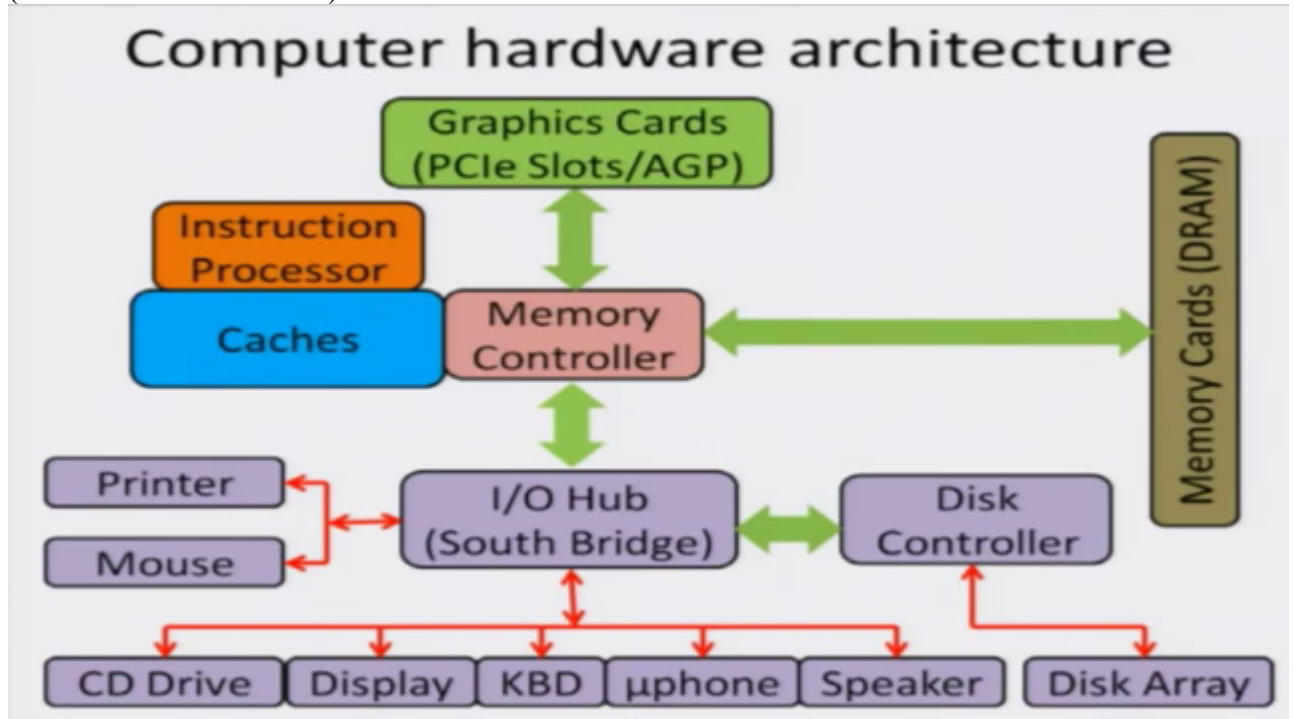 Computer hardware architecture
Graphics Cards
(PCIe Slots/AGP)
Instruction
Processor
Caches
Memory
Controller
Memory Cards (DRAM)
Printer
Mouse
I/O Hub
(South Bridge)
Disk
Controller
CD Drive
Display
KBD
µphone
Speaker
Disk Array